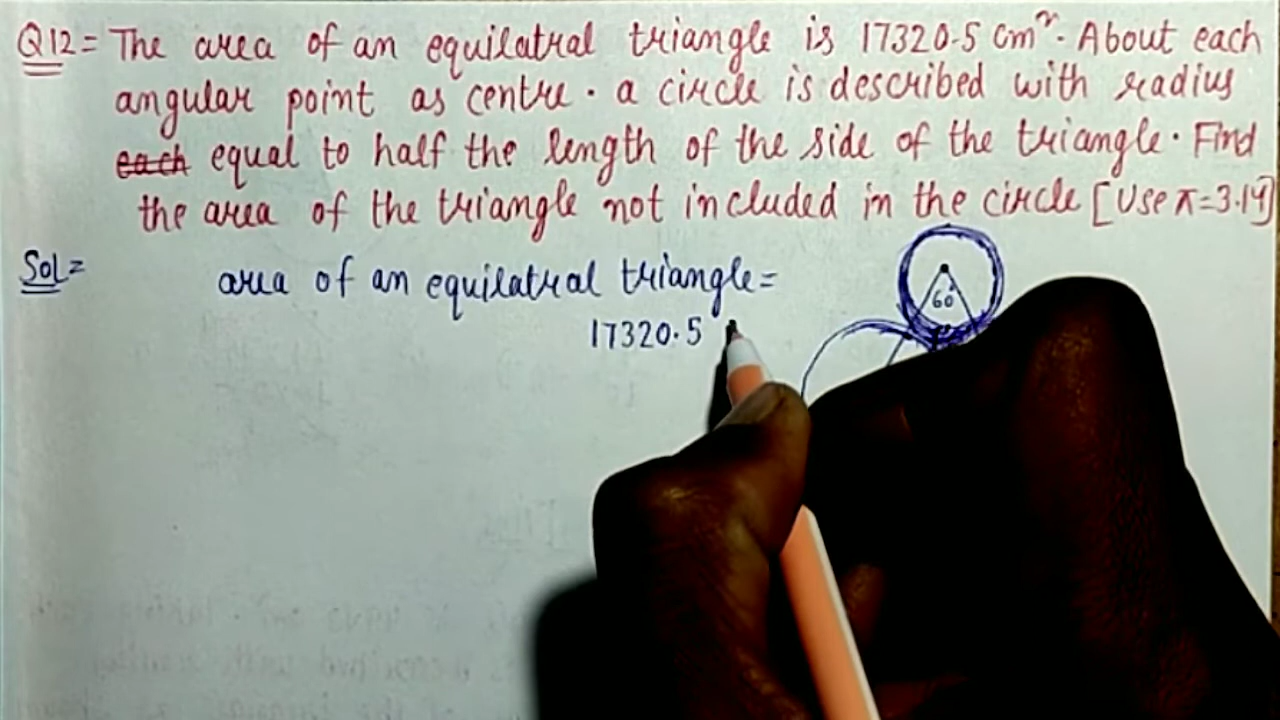 Q12= The area of an equilatral triangle is 17320.5 cm². About each
angular point as centre. a circle is described with radius
each equal to half the length of the side of the triangle. Find
the area of the triangle not included in the circle [Use π=3.14]
Sol= area of an equilatral triangle=
17320.5
60°